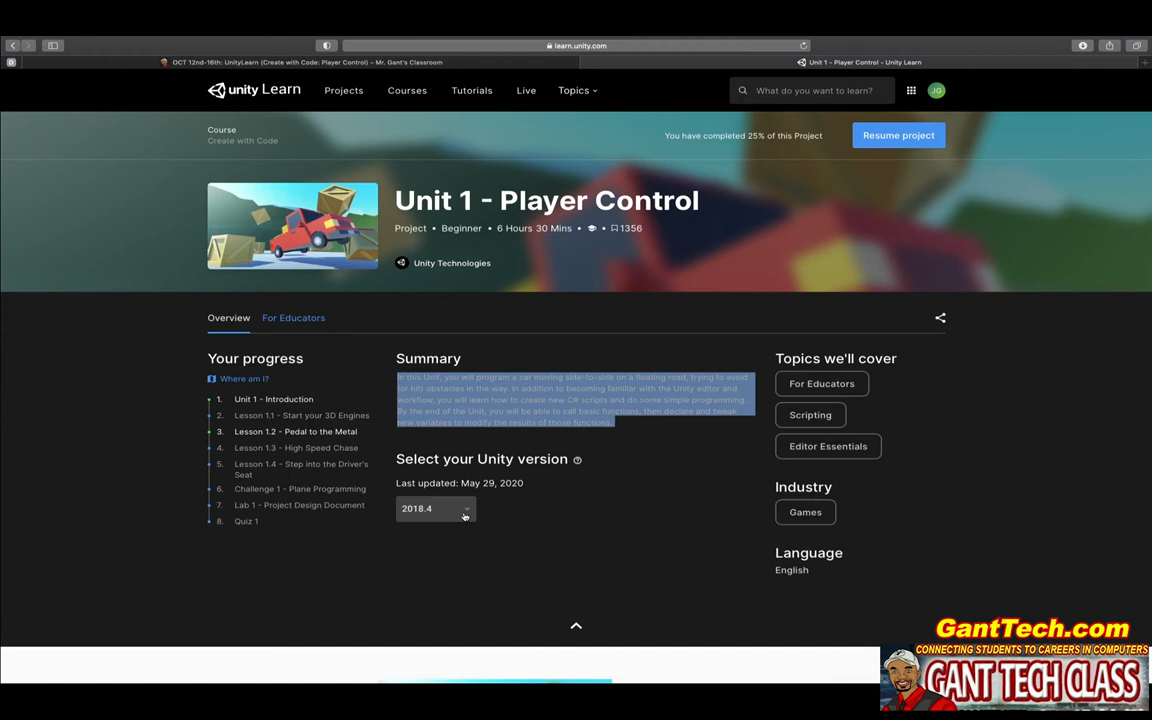 learn.unity.com
OCT 12nd-16th: UnityLearn (Create with Code: Player Control) – Mr. Gant's Classroom
Unit 1 - Player Control - Unity Learn
unity Learn
Projects
Courses
Tutorials
Live
Topics
What do you want to learn?
JG
Course
Create with Code
You have completed 25% of this Project
Resume project
Unit 1 - Player Control
Project • Beginner • 6 Hours 30 Mins • • 1356
Unity Technologies
Overview
For Educators
Your progress
Where am I?
1. Unit 1 - Introduction
2. Lesson 1.1 - Start your 3D Engines
3. Lesson 1.2 - Pedal to the Metal
4. Lesson 1.3 - High Speed Chase
5. Lesson 1.4 - Step into the Driver's
Seat
6. Challenge 1 - Plane Programming
7. Lab 1 - Project Design Document
8. Quiz 1
Summary
In this Unit, you will program a car moving side-to-side on a floating road, trying to avoid
(or hit) obstacles in the way. In addition to becoming familiar with the Unity editor and
workflow, you will learn how to create new C# scripts and do some simple programming.
By the end of the Unit, you will be able to call basic functions, then declare and tweak
new variables to modify the results of those functions.
Select your Unity version
Last updated: May 29, 2020
2018.4
Topics we'll cover
For Educators
Scripting
Editor Essentials
Industry
Games
Language
English
GantTech.com
CONNECTING STUDENTS TO CAREERS IN COMPUTERS
GANT TECH CLASS